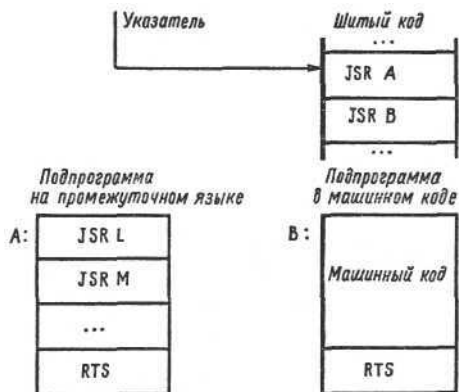 Указатель
Шитый код
...
JSR A
JSR B
...
Подпрограмма
на промежуточном языке
A:
JSR L
JSR M
...
RTS
Подпрограмма
в машинном коде
B:
Машинный код
RTS